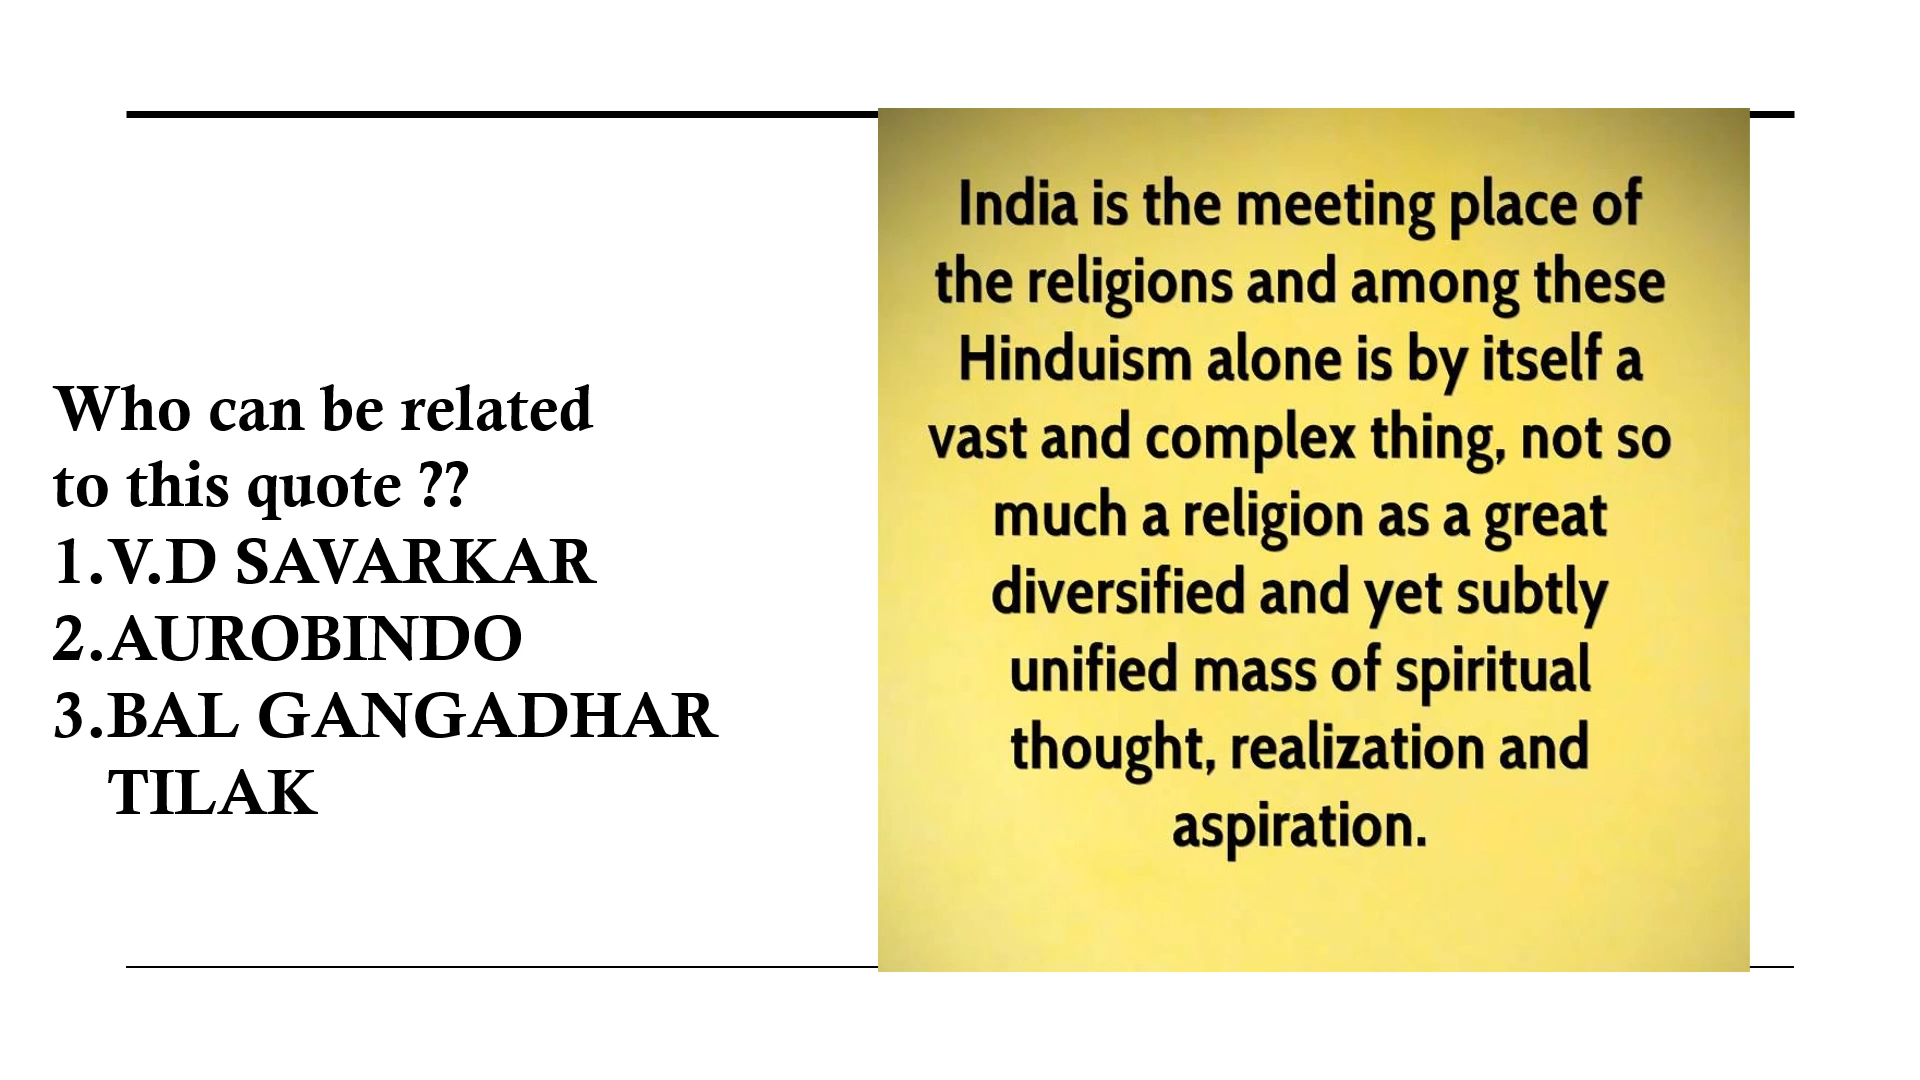 Who can be related
to this quote ??
1.V.D SAVARKAR
2.AUROBINDO
3.BAL GANGADHAR
TILAK
India is the meeting place of
the religions and among these
Hinduism alone is by itself a
vast and complex thing, not so
much a religion as a great
diversified and yet subtly
unified mass of spiritual
thought, realization and
aspiration.